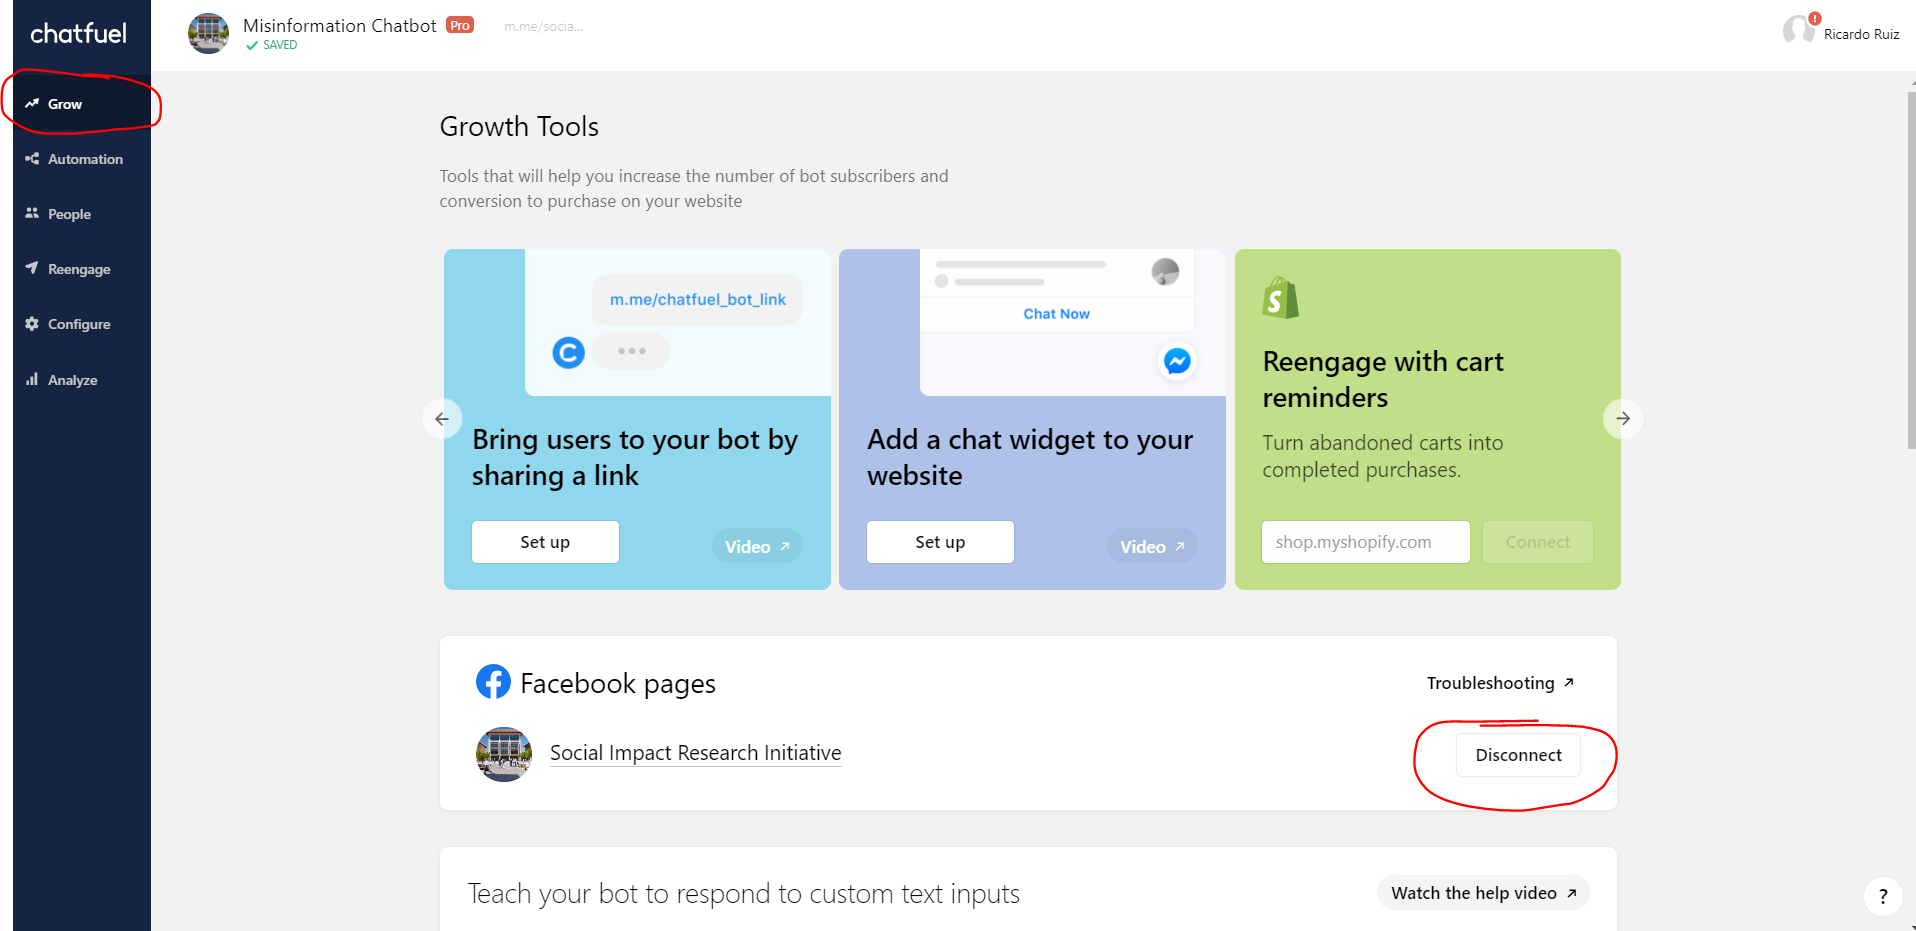 chatfuel
Misinformation Chatbot Pro
m.me/socia...
SAVED
Ricardo Ruiz
!
Grow
Automation
People
Reengage
Configure
Analyze
Growth Tools
Tools that will help you increase the number of bot subscribers and
conversion to purchase on your website
m.me/chatfuel_bot_link
C
Bring users to your bot by
sharing a link
Set up
Video ↗
Chat Now
Add a chat widget to your
website
Set up
Video ↗
S
Reengage with cart
reminders
Turn abandoned carts into
completed purchases.
shop.myshopify.com
Connect
Facebook pages
Troubleshooting ↗
Social Impact Research Initiative
Disconnect
Teach your bot to respond to custom text inputs
Watch the help video ↗
?